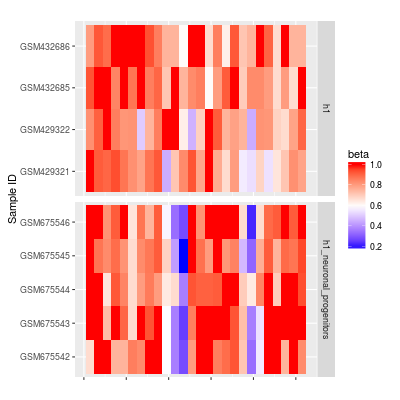 GSM432686
GSM432685
GSM429322
GSM429321
h1
GSM675546
GSM675545
GSM675544
GSM675543
GSM675542
h1_neuronal_progenitors
Sample ID
beta
1.0
0.8
0.6
0.4
0.2